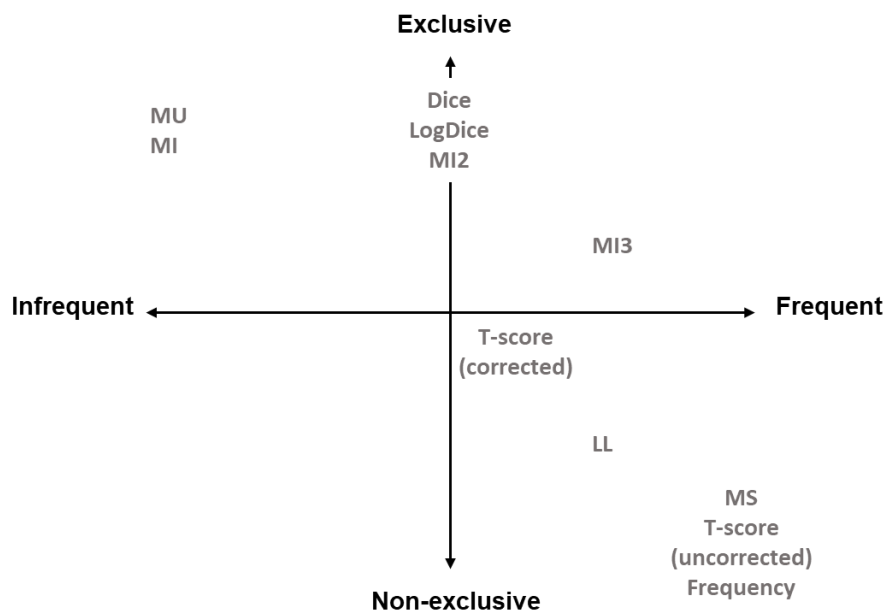 Exclusive
MU
MI
Dice
LogDice
MI2
MI3
Infrequent
Frequent
T-score
(corrected)
LL
MS
T-score
(uncorrected)
Frequency
Non-exclusive